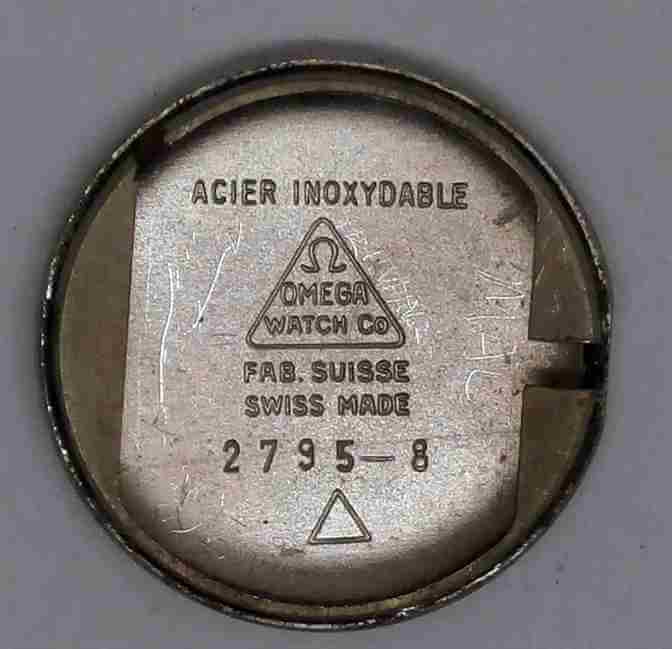 ACIER INOXYDABLE
Ω
OMEGA
WATCH Co
FAB. SUISSE
SWISS MADE
2795-8